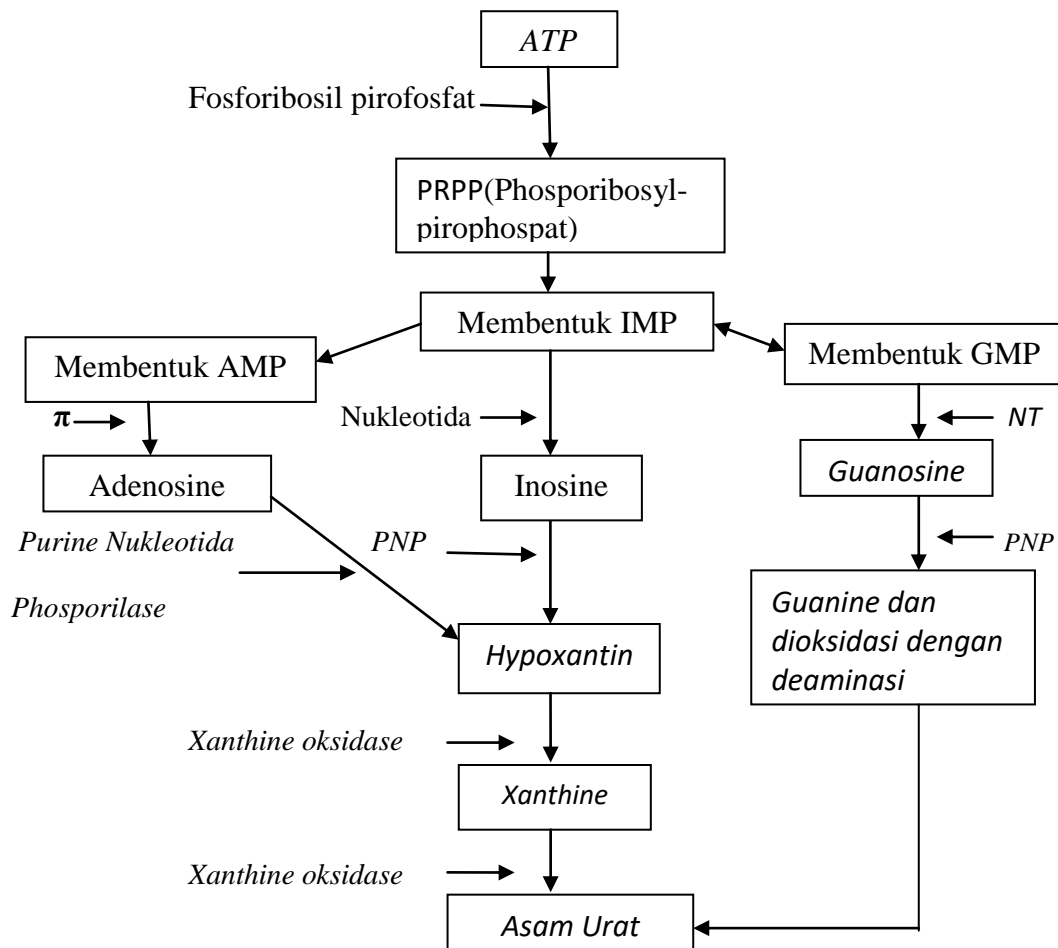 ATP
Fosforibosil pirofosfat
PRPP(Phosporibosyl-
pirophospat)
Membentuk IMP
Membentuk AMP
Membentuk GMP
π
Nukleotida
NT
Adenosine
Inosine
Guanosine
Purine Nukleotida
Phosporilase
PNP
PNP
Guanine dan
dioksidasi dengan
deaminasi
Hypoxantin
Xanthine oksidase
Xanthine
Xanthine oksidase
Asam Urat